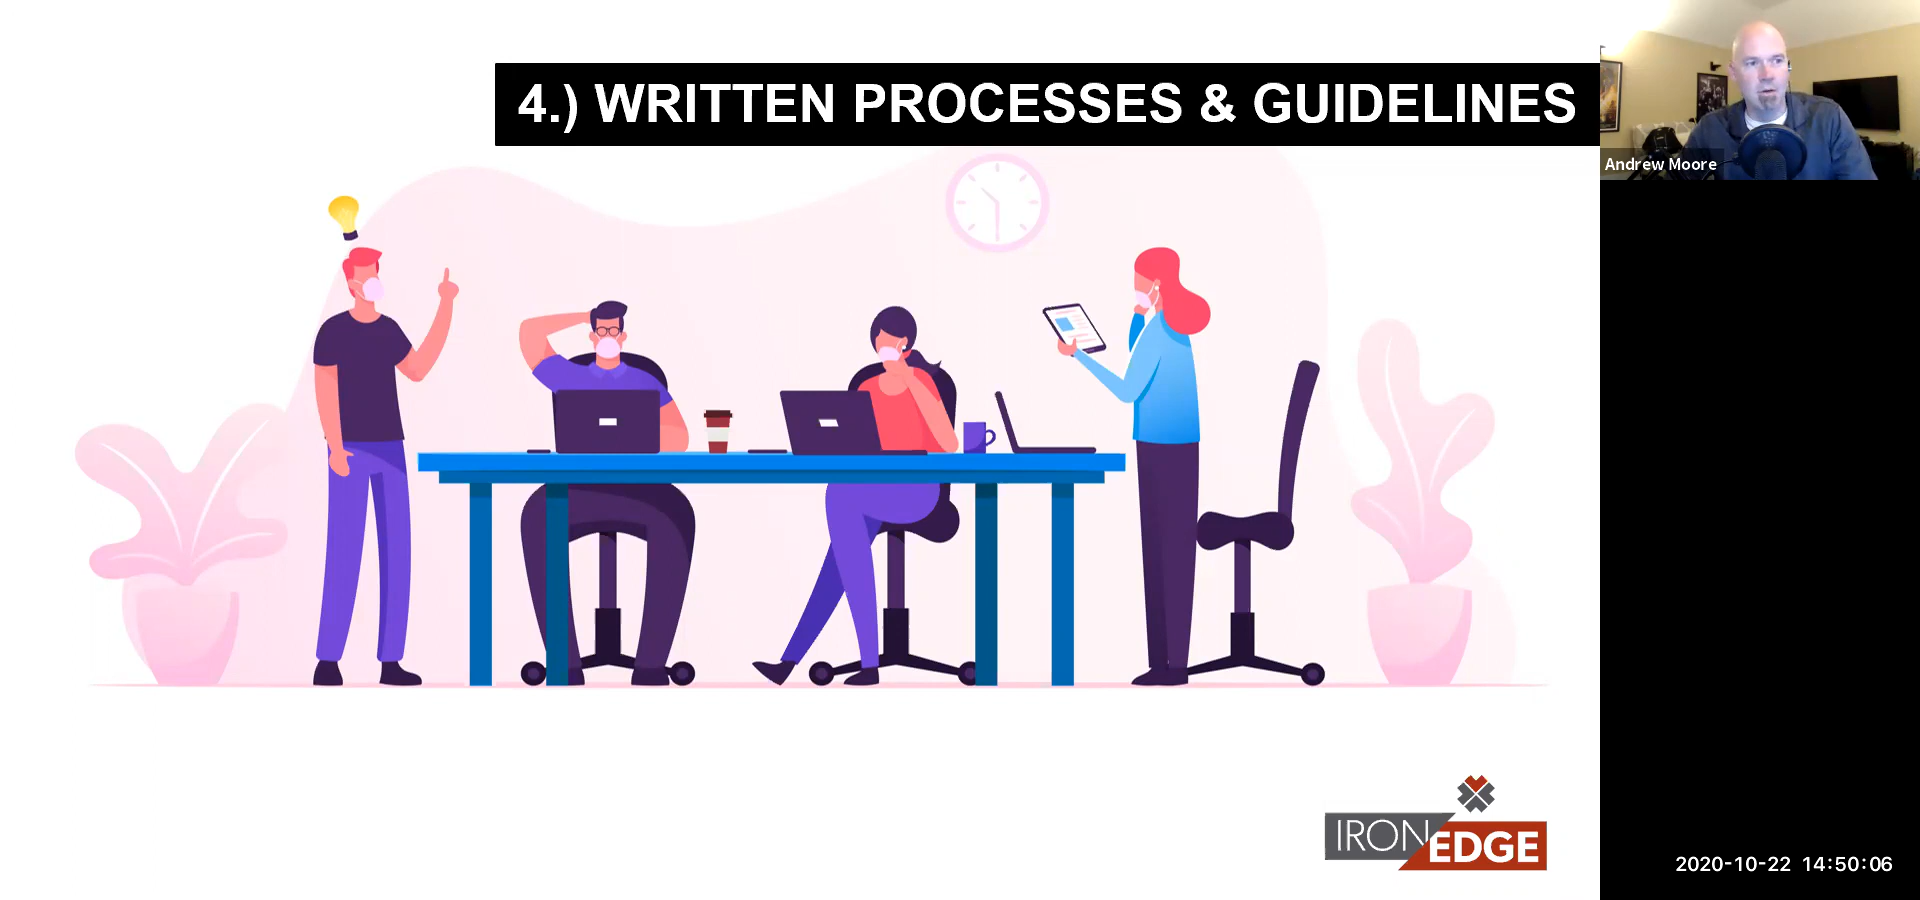 4.) WRITTEN PROCESSES & GUIDELINES
Andrew Moore
IRON
EDGE
2020-10-22 14:50:06